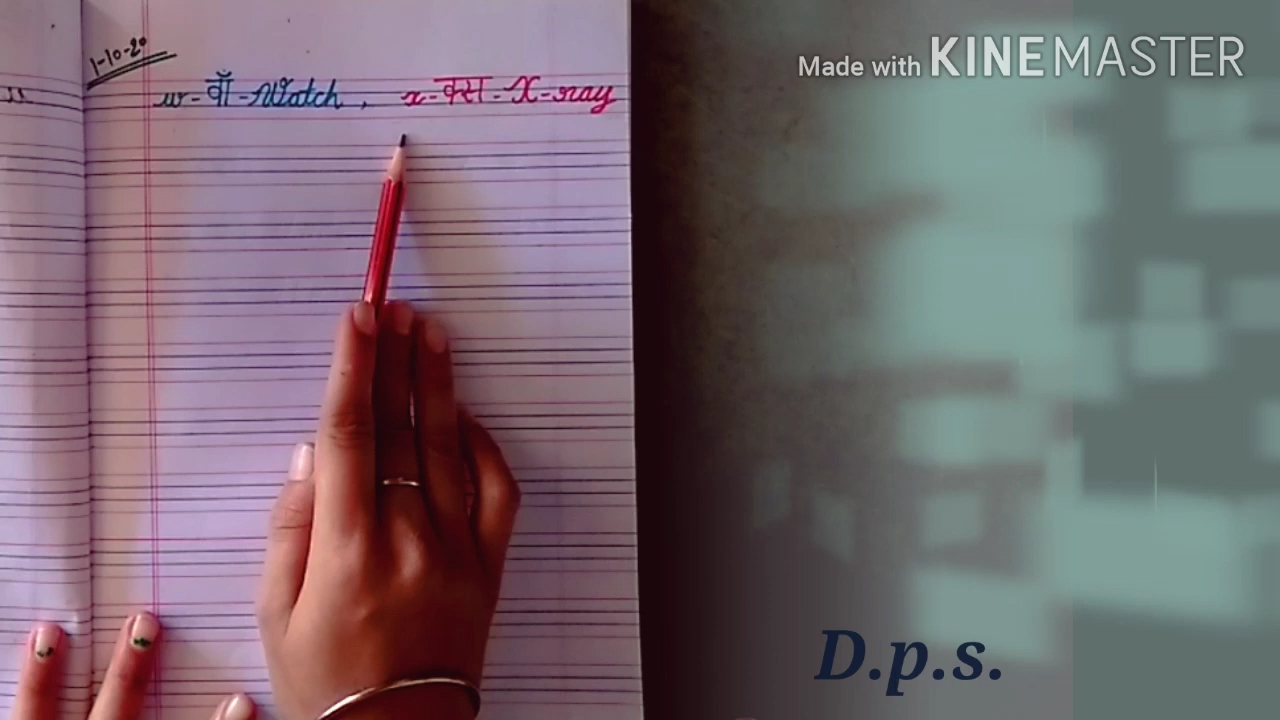 Made with KINEMASTER
1-10-20
w - वॉ - Watch , x - क्स - X-ray
D.p.s.